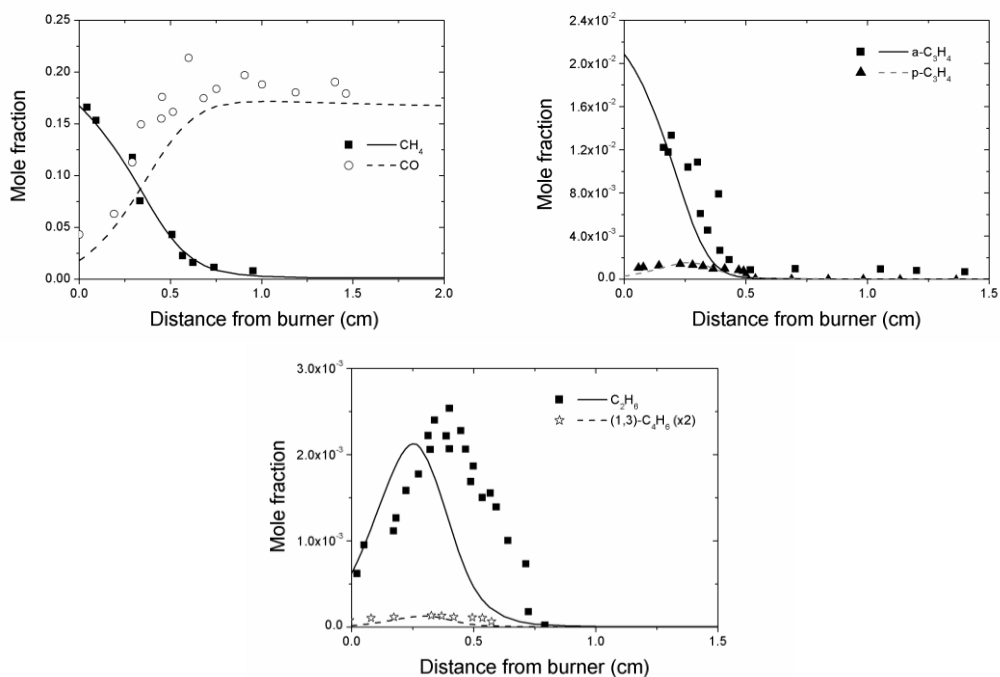 0.25
0.20
0.15
0.10
0.05
0.00
Mole fraction
CH₄
CO
0.0 0.5 1.0 1.5 2.0
Distance from burner (cm)
2.4x10⁻²
2.0x10⁻²
1.6x10⁻²
1.2x10⁻²
8.0x10⁻³
4.0x10⁻³
0.0
Mole fraction
a-C₃H₄
p-C₃H₄
0.0 0.5 1.0 1.5
Distance from burner (cm)
3.0x10⁻³
2.0x10⁻³
1.0x10⁻³
0.0
Mole fraction
C₂H₆
(1,3)-C₄H₆ (x2)
0.0 0.5 1.0 1.5
Distance from burner (cm)